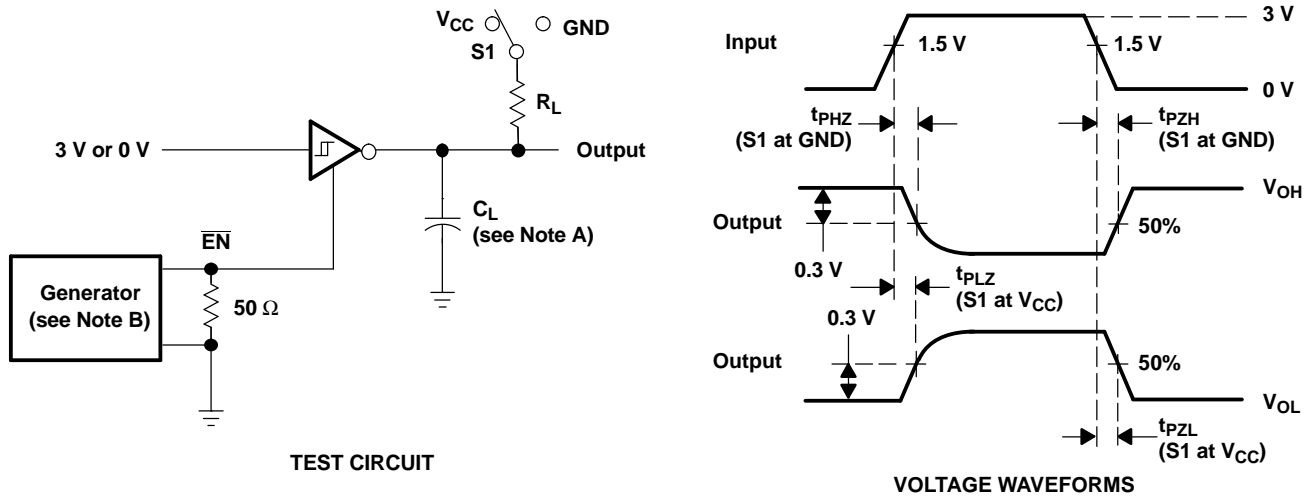 VCC
GND
S1
RL
3 V or 0 V
Output
CL
(see Note A)
EN
Generator
(see Note B)
50 Ω
TEST CIRCUIT
3 V
Input
1.5 V
1.5 V
0 V
tPHZ
(S1 at GND)
tPZH
(S1 at GND)
VOH
Output
50%
0.3 V
tPLZ
(S1 at VCC)
0.3 V
Output
50%
VOL
tPZL
(S1 at VCC)
VOLTAGE WAVEFORMS